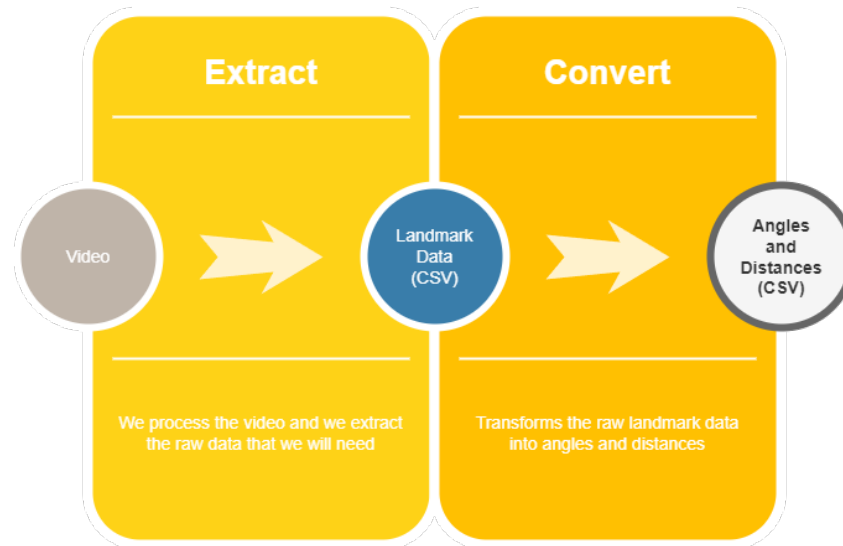 Extract
Convert
Video
Landmark
Data
(CSV)
Angles
and
Distances
(CSV)
We process the video and we extract
the raw data that we will need
Transforms the raw landmark data
into angles and distances